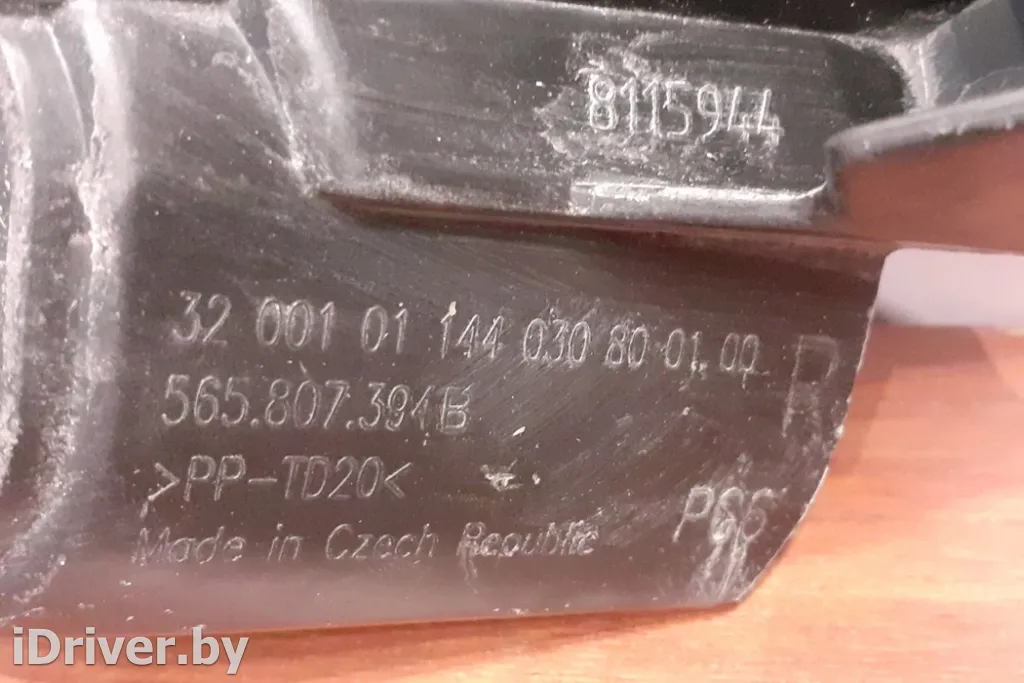 8115944
32 001 01 144 030 80 01.00
R
565.807.394B
>PP-TD20<
Made in Czech Republic
iDriver.by